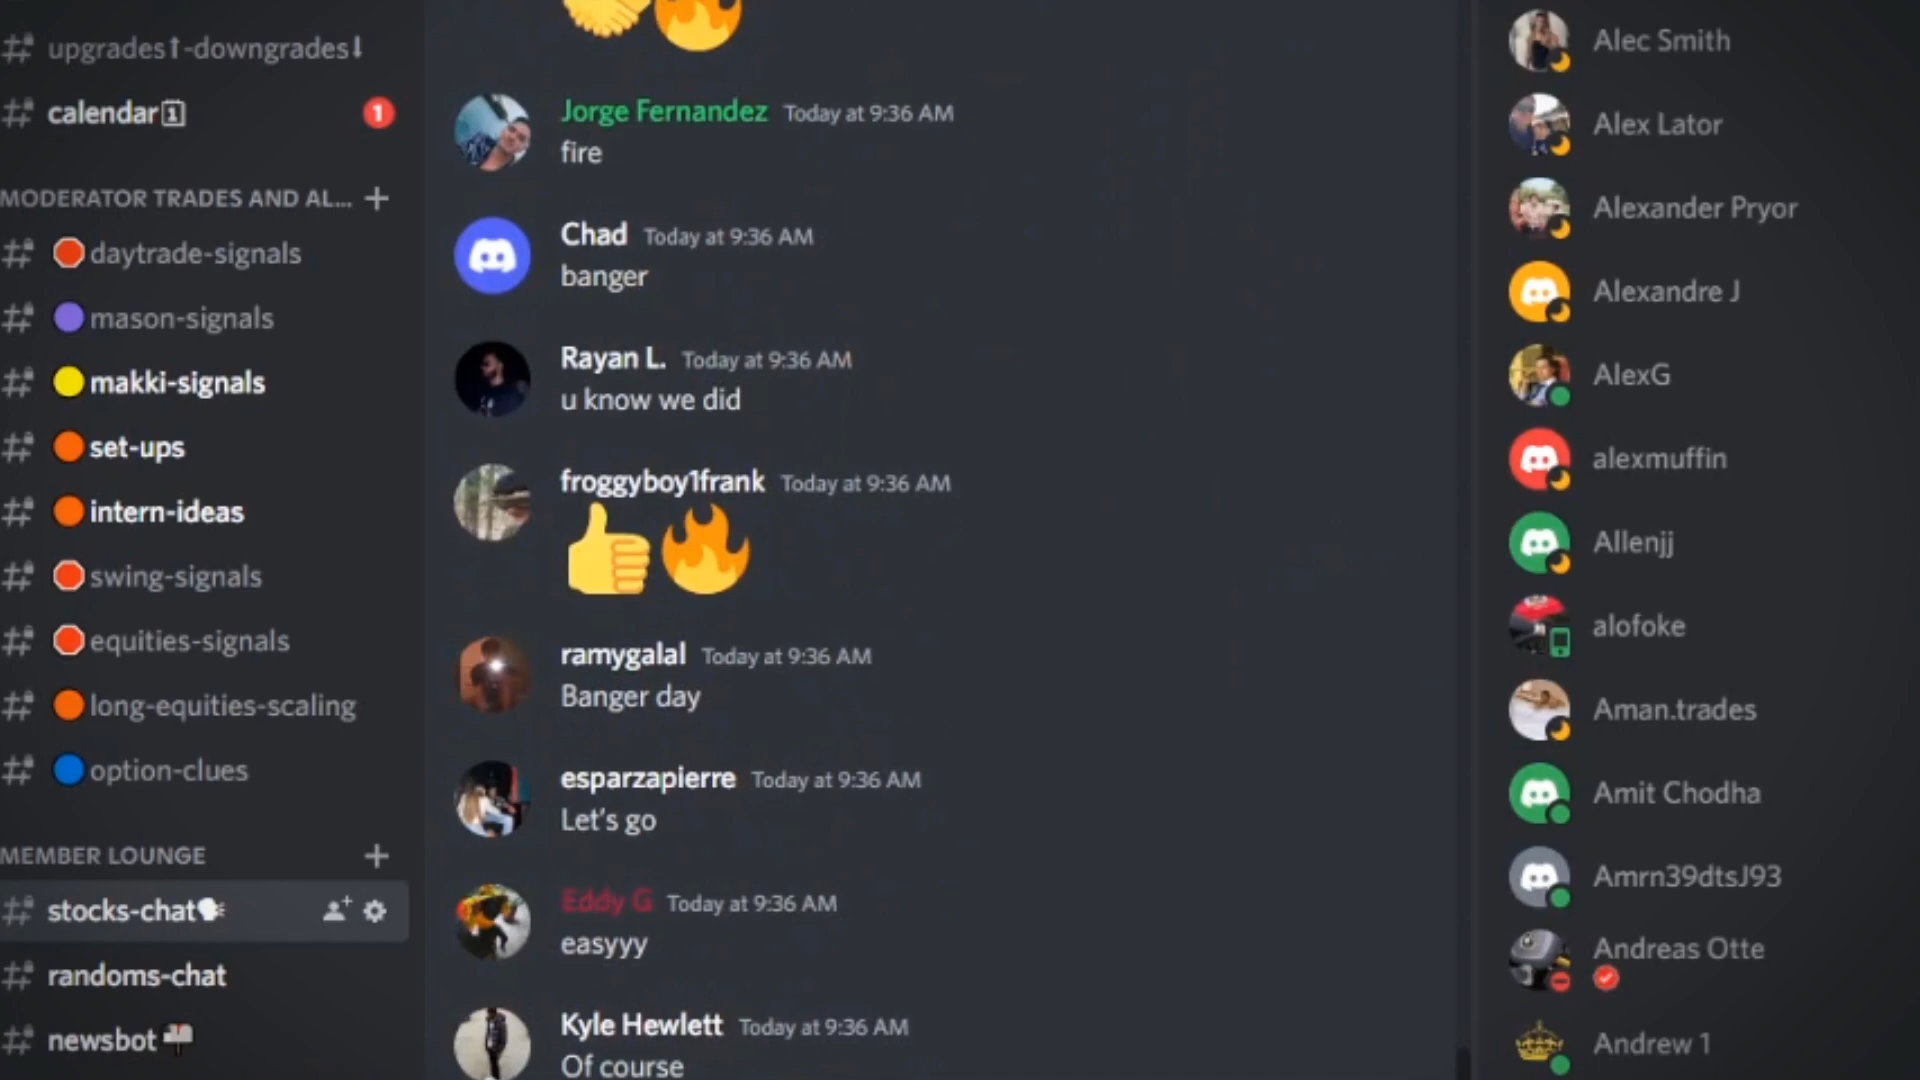 upgrades⬆-downgrades⬇
calendar🗓
1
MODERATOR TRADES AND AL...
daytrade-signals
mason-signals
makki-signals
set-ups
intern-ideas
swing-signals
equities-signals
long-equities-scaling
option-clues
MEMBER LOUNGE
stocks-chat
randoms-chat
newsbot
Jorge Fernandez Today at 9:36 AM
fire
Chad Today at 9:36 AM
banger
Rayan L. Today at 9:36 AM
u know we did
froggyboy1frank Today at 9:36 AM
ramygalal Today at 9:36 AM
Banger day
esparzapierre Today at 9:36 AM
Let's go
Eddy G Today at 9:36 AM
easyyy
Kyle Hewlett Today at 9:36 AM
Of course
Alec Smith
Alex Lator
Alexander Pryor
Alexandre J
AlexG
alexmuffin
Allenjj
alofoke
Aman.trades
Amit Chodha
Amrn39dtsJ93
Andreas Otte
Andrew 1